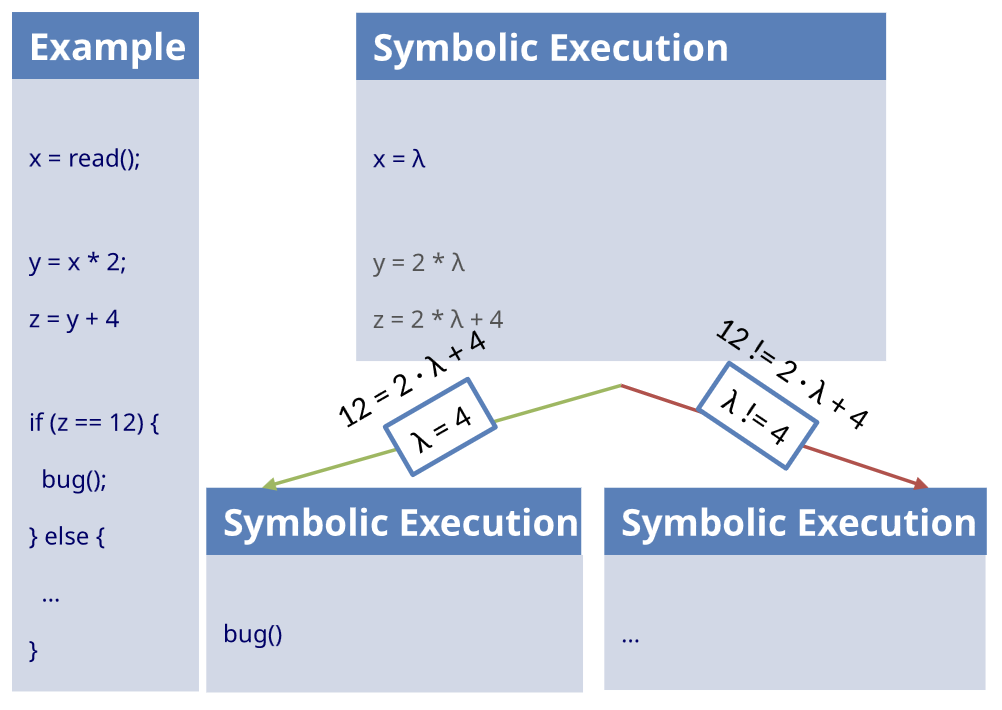 Example
x = read();
y = x * 2;
z = y + 4
if (z == 12) {
bug();
} else {
...
}
Symbolic Execution
x = λ
y = 2 * λ
z = 2 * λ + 4
12 = 2 · λ + 4
λ = 4
12 != 2 · λ + 4
λ != 4
Symbolic Execution
bug()
Symbolic Execution
...